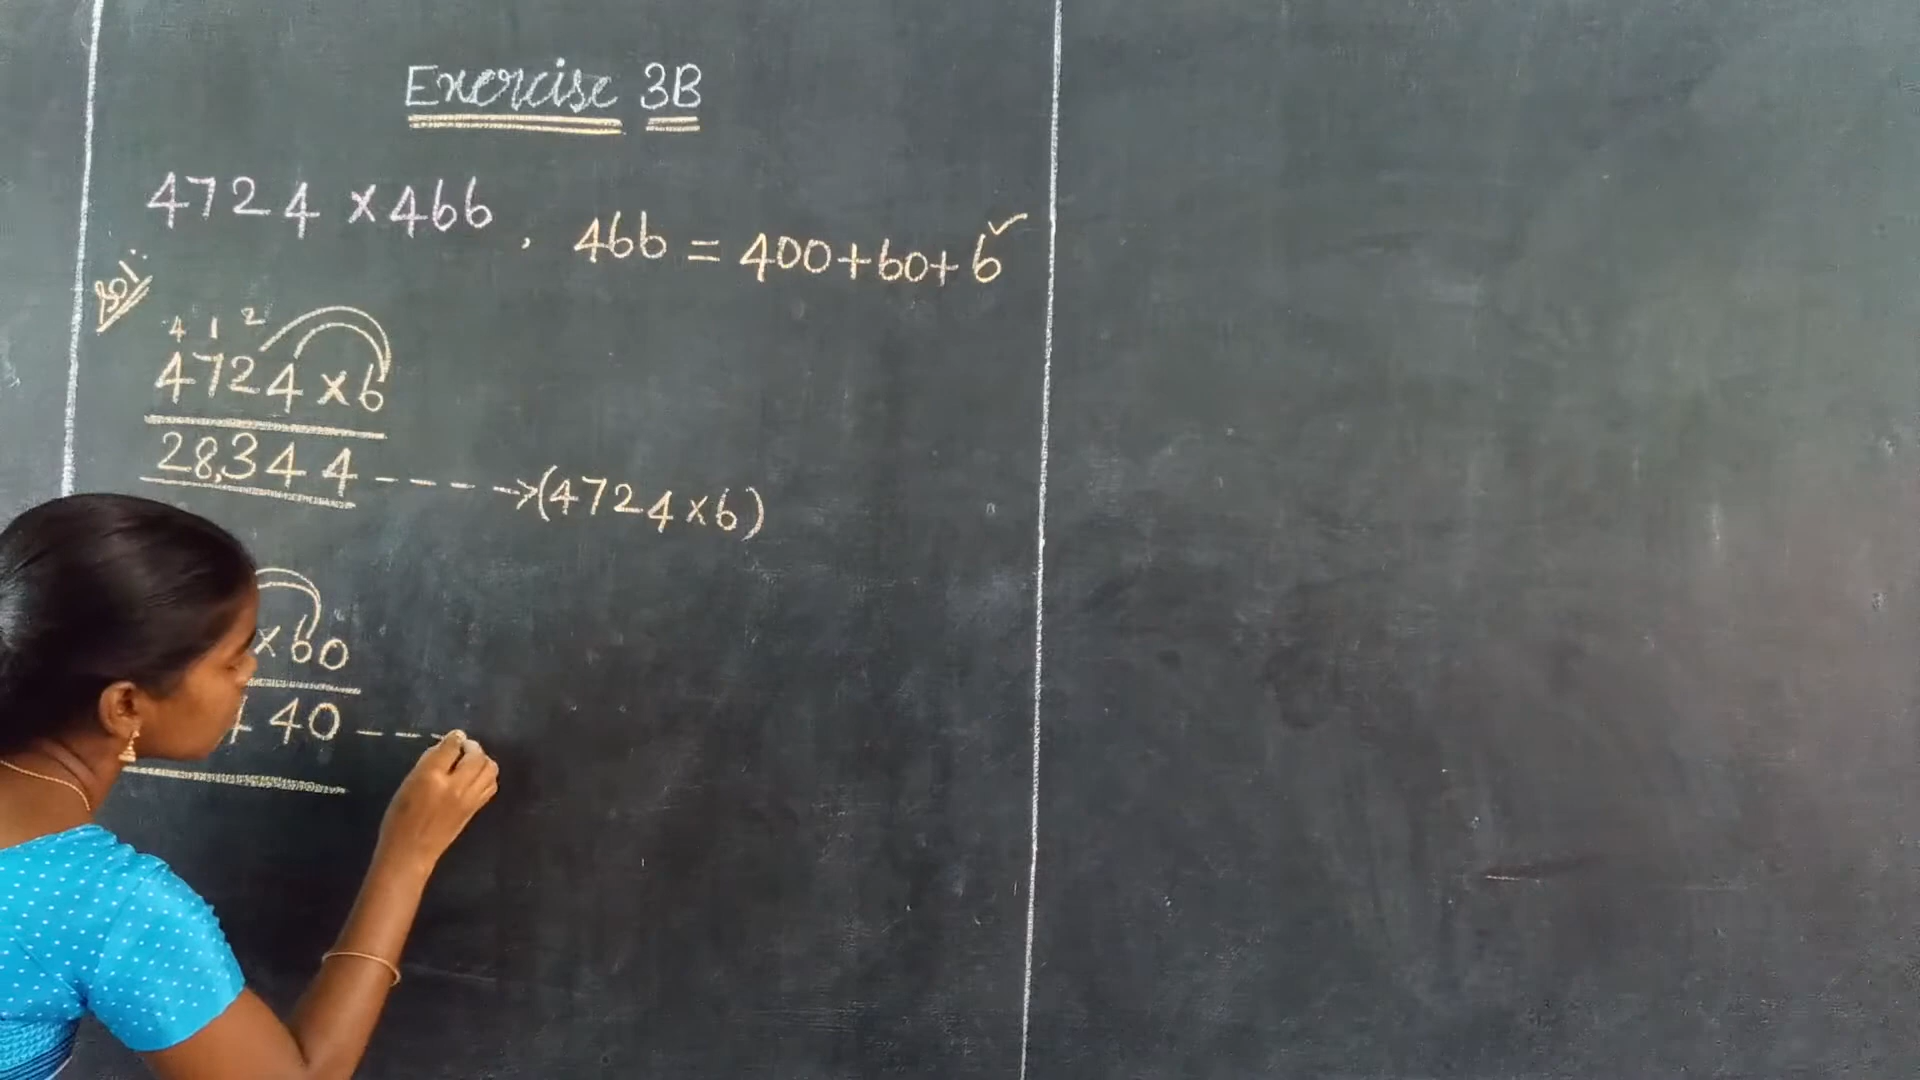 Exercise 3B
4724 × 466, 466 = 400+60+6 ✓
Sol:
4 1 2
4724 × 6
28,344 -----> (4724 × 6)
× 60
440 ---